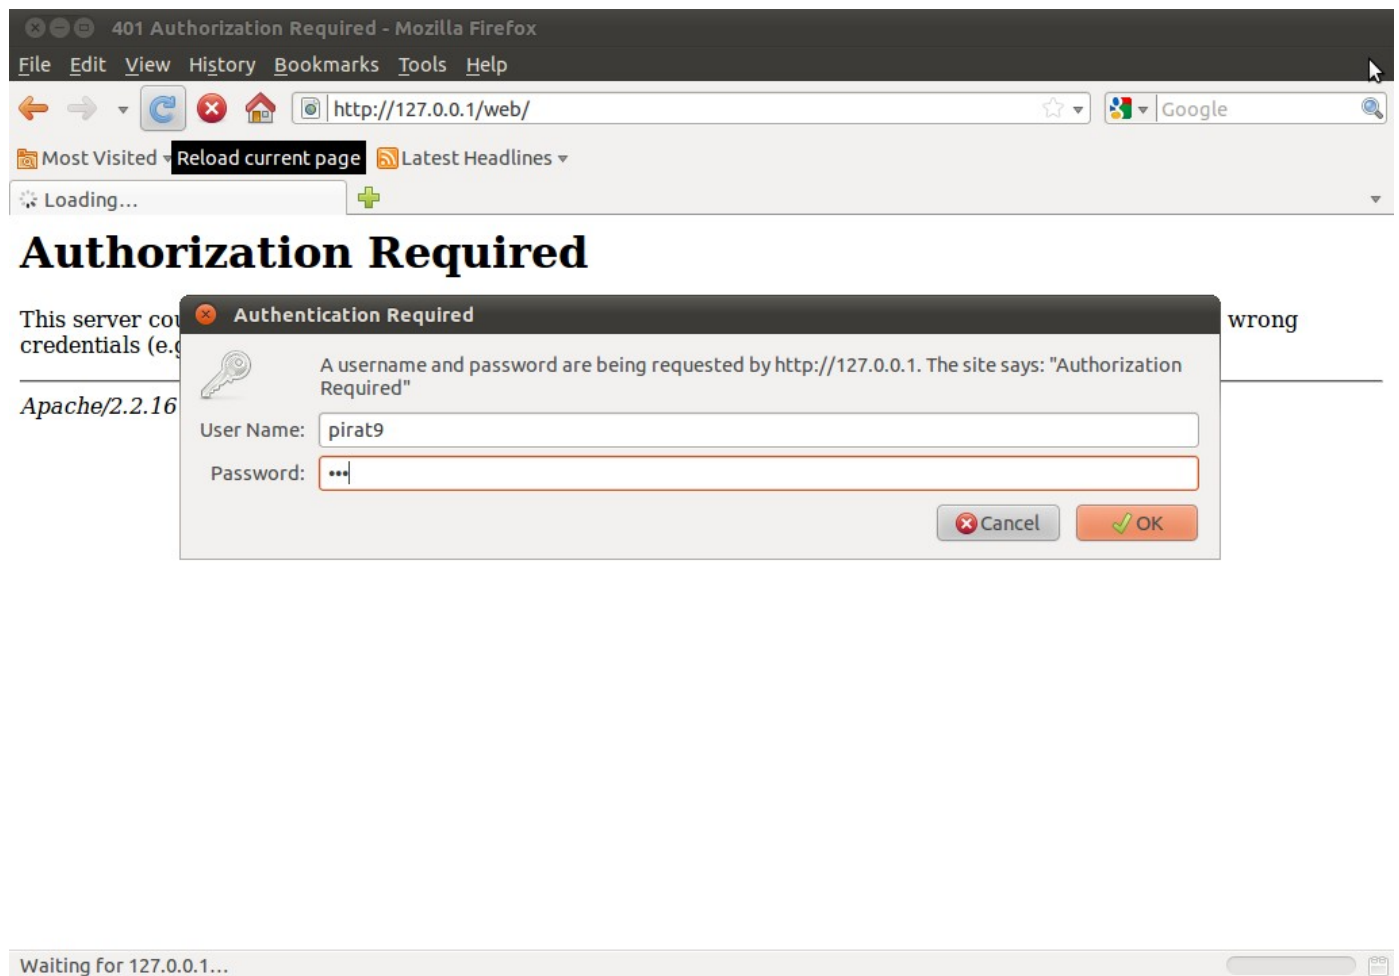 401 Authorization Required - Mozilla Firefox
File Edit View History Bookmarks Tools Help
http://127.0.0.1/web/ Google
Most Visited Reload current page Latest Headlines
Loading...
Authorization Required
This server cou wrong
credentials (e.g
Apache/2.2.16
Authentication Required
A username and password are being requested by http://127.0.0.1. The site says: "Authorization
Required"
User Name: pirat9
Password: •••
Cancel OK
Waiting for 127.0.0.1...